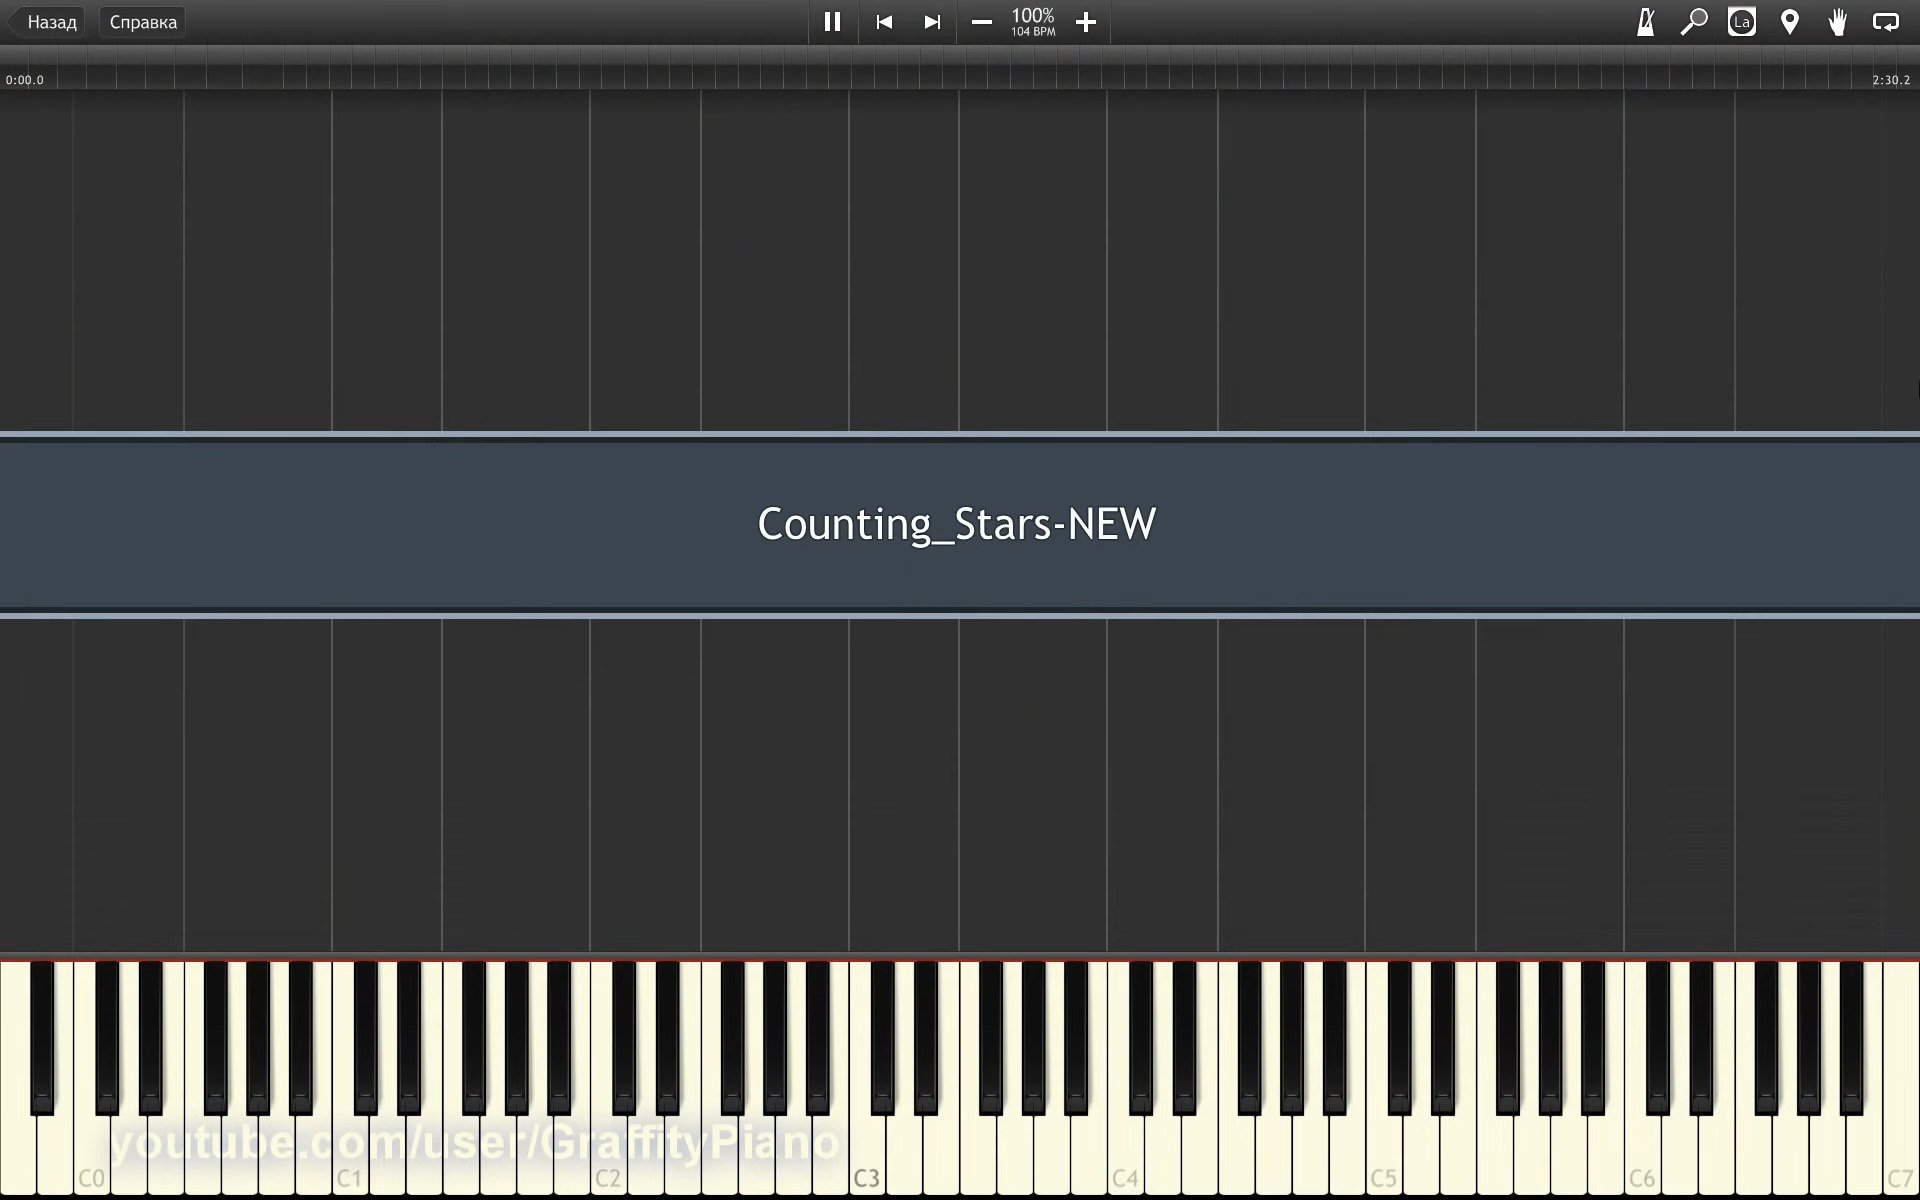 Назад Справка 100% La
104 BPM
0:00.0 2:30.2
Counting_Stars-NEW
youtube.com/user/GraffityPiano
C0 C1 C2 C3 C4 C5 C6 C7